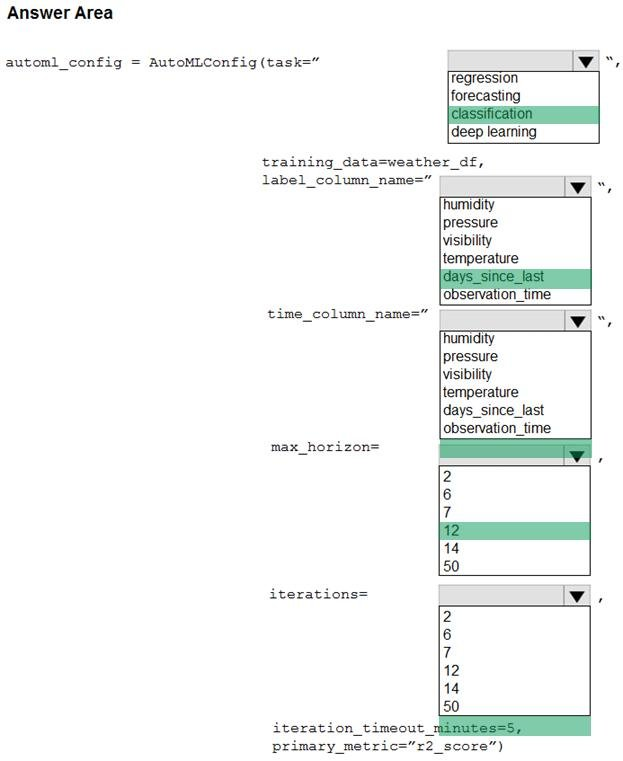 Answer Area
automl_config = AutoMLConfig(task=” “,
regression
forecasting
classification
deep learning
training_data=weather_df,
label_column_name=” “,
humidity
pressure
visibility
temperature
days_since_last
observation_time
time_column_name=” “,
humidity
pressure
visibility
temperature
days_since_last
observation_time
max_horizon= ,
2
6
7
12
14
50
iterations= ,
2
6
7
12
14
50
iteration_timeout_minutes=5,
primary_metric=”r2_score”)